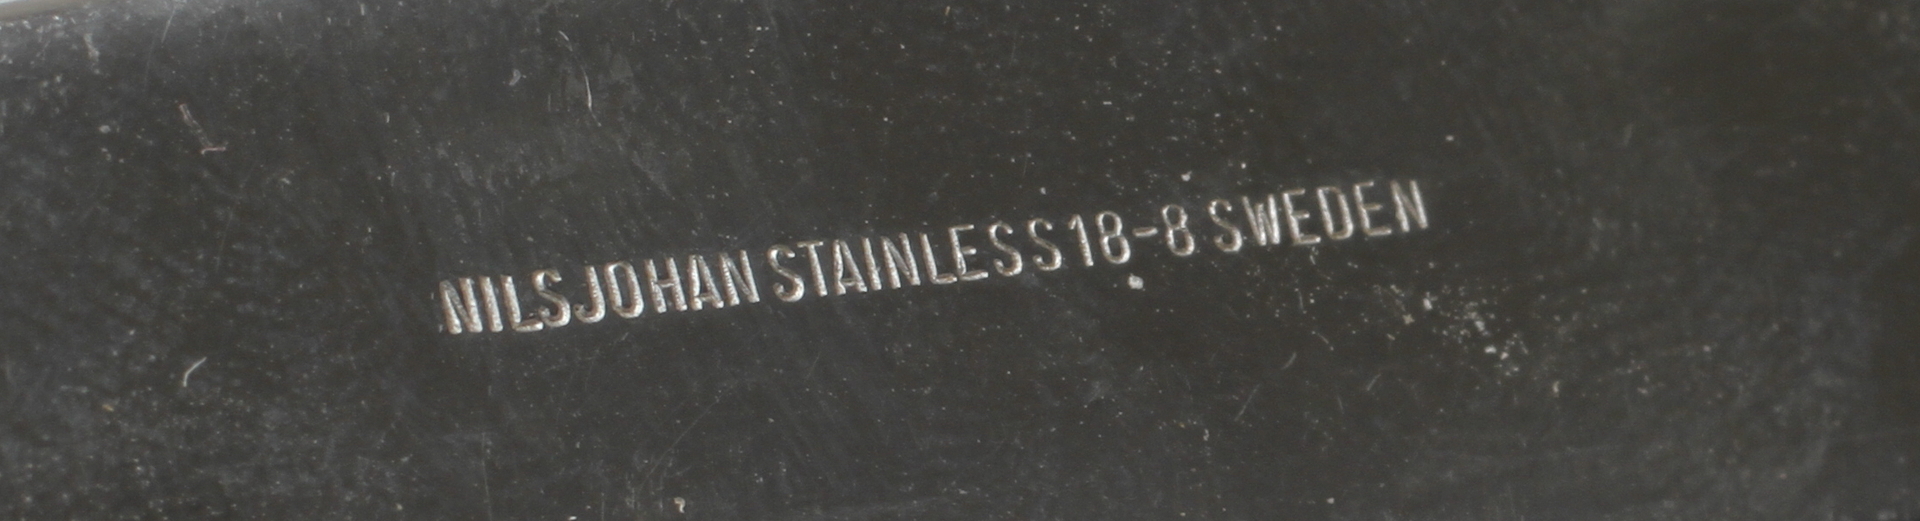 NILSJOHAN STAINLESS 18-8 SWEDEN